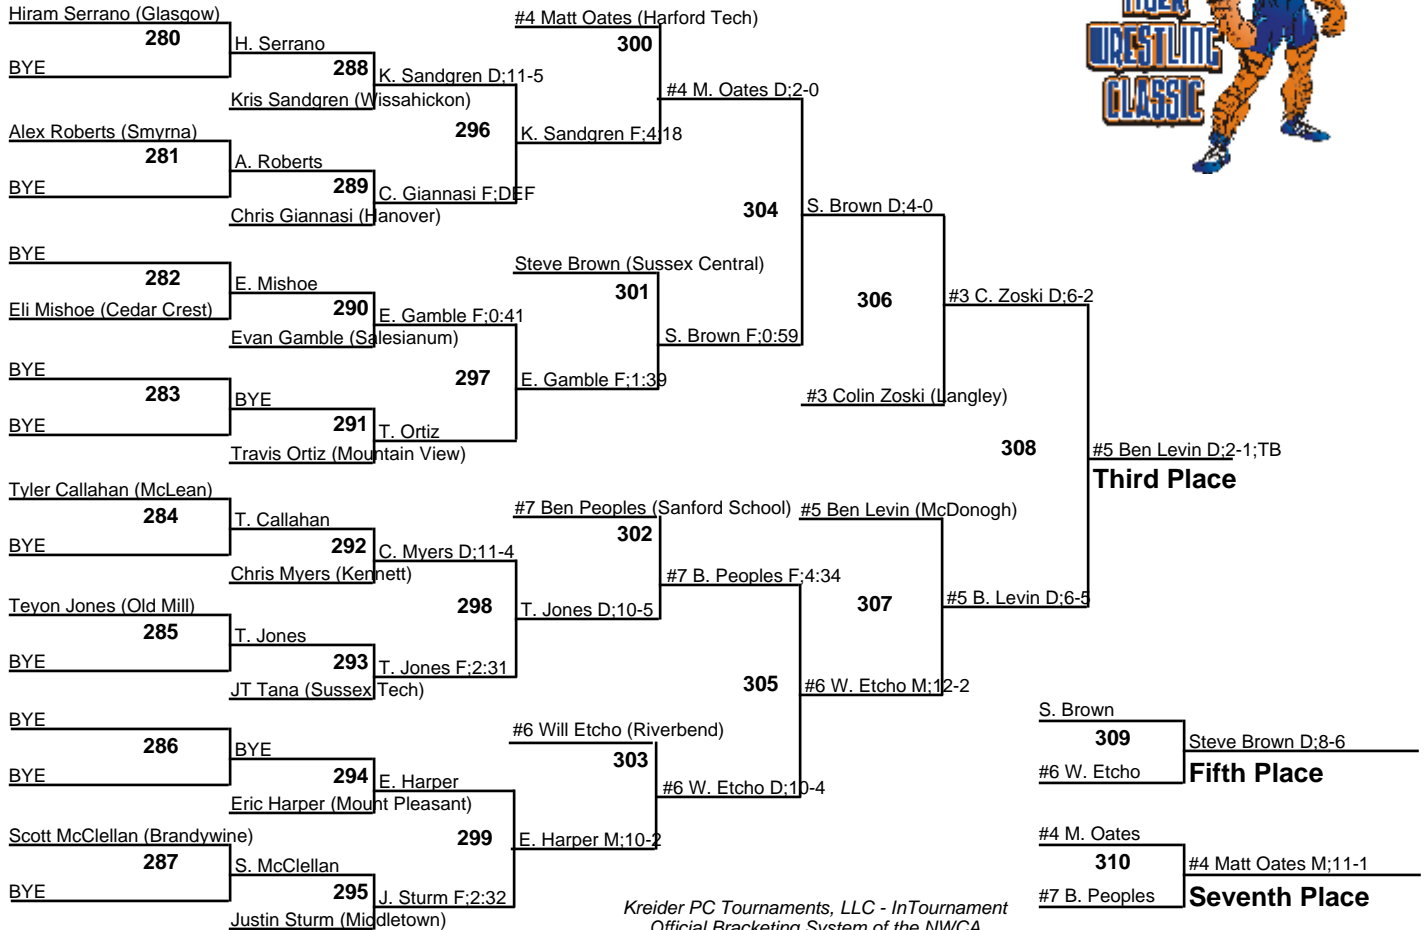 Hiram Serrano (Glasgow)
280
BYE
H. Serrano
288
Kris Sandgren (Wissahickon)
K. Sandgren D;11-5
Alex Roberts (Smyrna)
281
BYE
A. Roberts
289
Chris Giannasi (Hanover)
C. Giannasi F;DEF
296
K. Sandgren F;4:18
#4 Matt Oates (Harford Tech)
300
#4 M. Oates D;2-0
BYE
282
Eli Mishoe (Cedar Crest)
E. Mishoe
290
Evan Gamble (Salesianum)
E. Gamble F;0:41
BYE
283
BYE
BYE
291
Travis Ortiz (Mountain View)
T. Ortiz
297
E. Gamble F;1:39
Steve Brown (Sussex Central)
301
S. Brown F;0:59
304
S. Brown D;4-0
306
#3 Colin Zoski (Langley)
#3 C. Zoski D;6-2
Tyler Callahan (McLean)
284
BYE
T. Callahan
292
Chris Myers (Kennett)
C. Myers D;11-4
Teyon Jones (Old Mill)
285
BYE
T. Jones
293
JT Tana (Sussex Tech)
T. Jones F;2:31
298
T. Jones D;10-5
#7 Ben Peoples (Sanford School)
302
#7 B. Peoples F;4:34
BYE
286
BYE
BYE
294
Eric Harper (Mount Pleasant)
E. Harper
Scott McClellan (Brandywine)
287
BYE
S. McClellan
295
Justin Sturm (Middletown)
J. Sturm F;2:32
299
E. Harper M;10-2
#6 Will Etcho (Riverbend)
303
#6 W. Etcho D;10-4
305
#6 W. Etcho M;12-2
#5 Ben Levin (McDonogh)
307
#5 B. Levin D;6-5
308
#5 Ben Levin D;2-1;TB
Third Place
S. Brown
309
#6 W. Etcho
Steve Brown D;8-6
Fifth Place
#4 M. Oates
310
#7 B. Peoples
#4 Matt Oates M;11-1
Seventh Place
TIGER
WRESTLING
CLASSIC
Kreider PC Tournaments, LLC - InTournament
Official Bracketing System of the NWCA